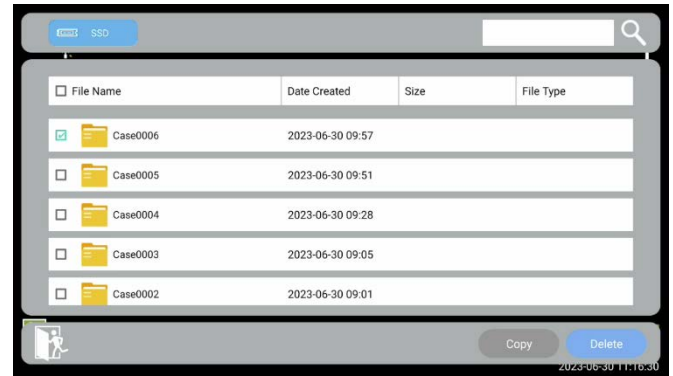 SSD
File Name Date Created Size File Type
Case0006 2023-06-30 09:57
Case0005 2023-06-30 09:51
Case0004 2023-06-30 09:28
Case0003 2023-06-30 09:05
Case0002 2023-06-30 09:01
Copy Delete
2023-06-30 11:16:30